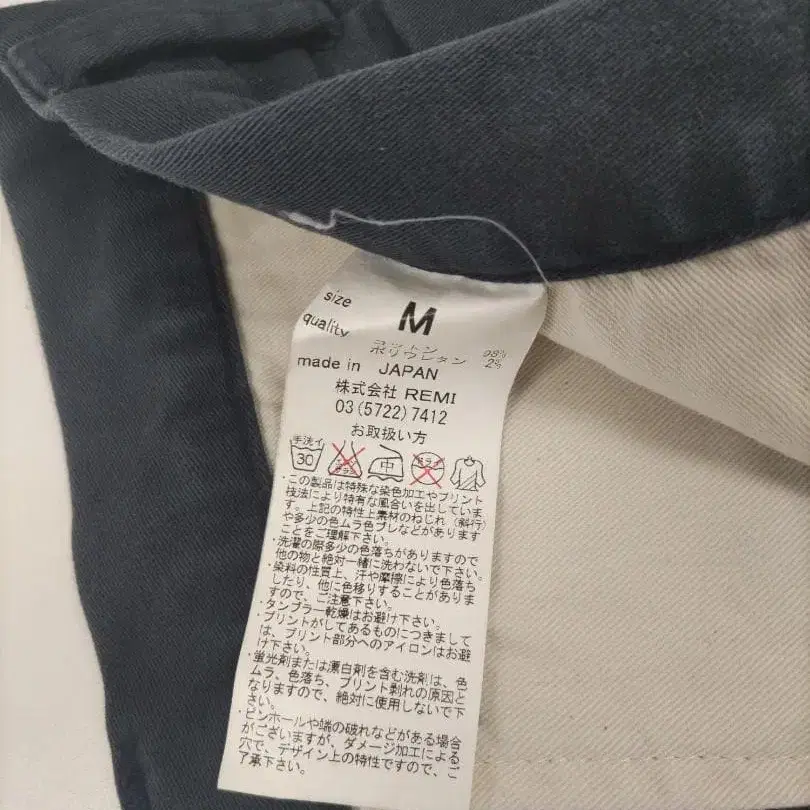 size M
quality コットン 98%
ポリウレタン 2%
made in JAPAN
株式会社 REMI
03(5722)7412
お取扱い方
手洗イ 30 エンソ サラシ 中 ドライ
・この製品は特殊な染色加工やプリント
技法により特有な風合いを出していま
す。上記の特性上素材のねじれ(斜行)
や多少の色ムラ色ブレなどがあります
ことをご理解下さい。
・洗濯の際多少の色落ちがありますので
他の物と絶対一緒に洗わないで下さい。
・染料の性質上、汗や摩擦により色落ち
したり、他に色移りすることがありま
すので、ご注意下さい。
・タンブラー乾燥はお避け下さい。
・プリントがしてあるものにつきまして
は、プリント部分へのアイロンはお避
け下さい。
・蛍光剤または漂白剤を含む洗剤は、色
ムラ、色落ち、プリント剥れの原因と
なりますので、絶対に使用しないで下
さい。
・ピンホールや端の破れなどがある場合
がございますが、ダメージ加工による
穴で、デザイン上の特性ですので、ご
了承下さい。